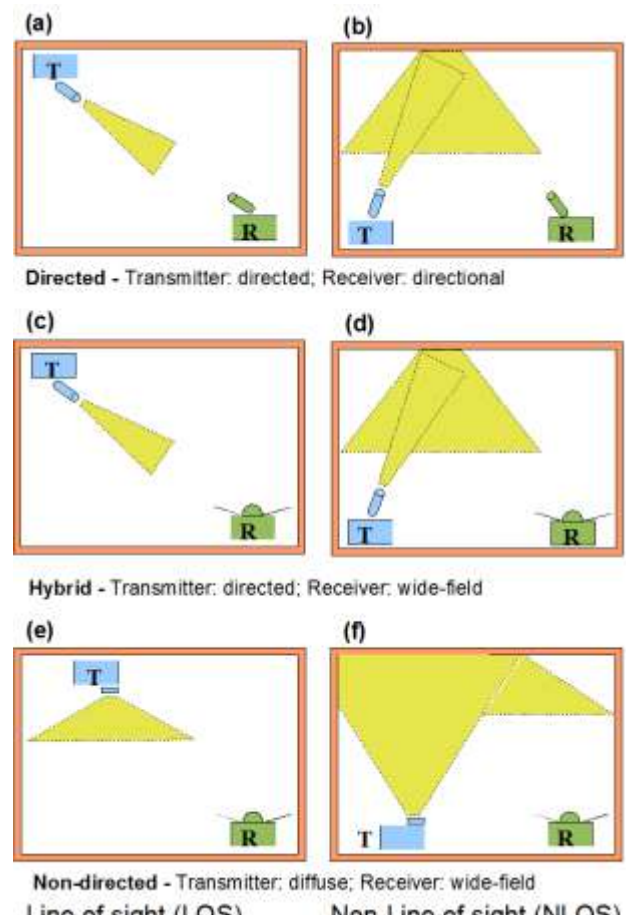 (a) (b)
T
R
T
R
Directed - Transmitter: directed; Receiver: directional
(c) (d)
T
R
T
R
Hybrid - Transmitter: directed; Receiver: wide-field
(e) (f)
T
R
T
R
Non-directed - Transmitter: diffuse; Receiver: wide-field
Line of sight (LOS) Non-Line of sight (NLOS)